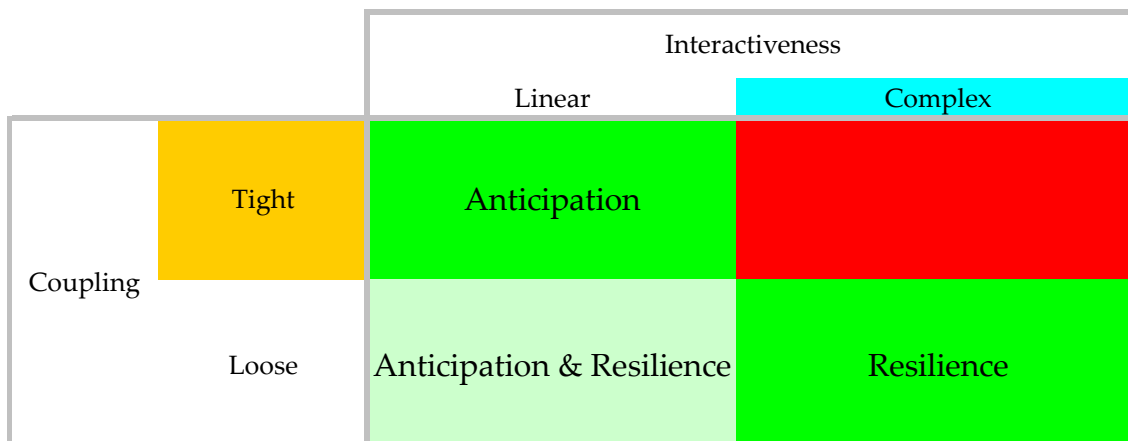 Interactiveness
Linear Complex
Tight Anticipation
Coupling
Loose Anticipation & Resilience Resilience